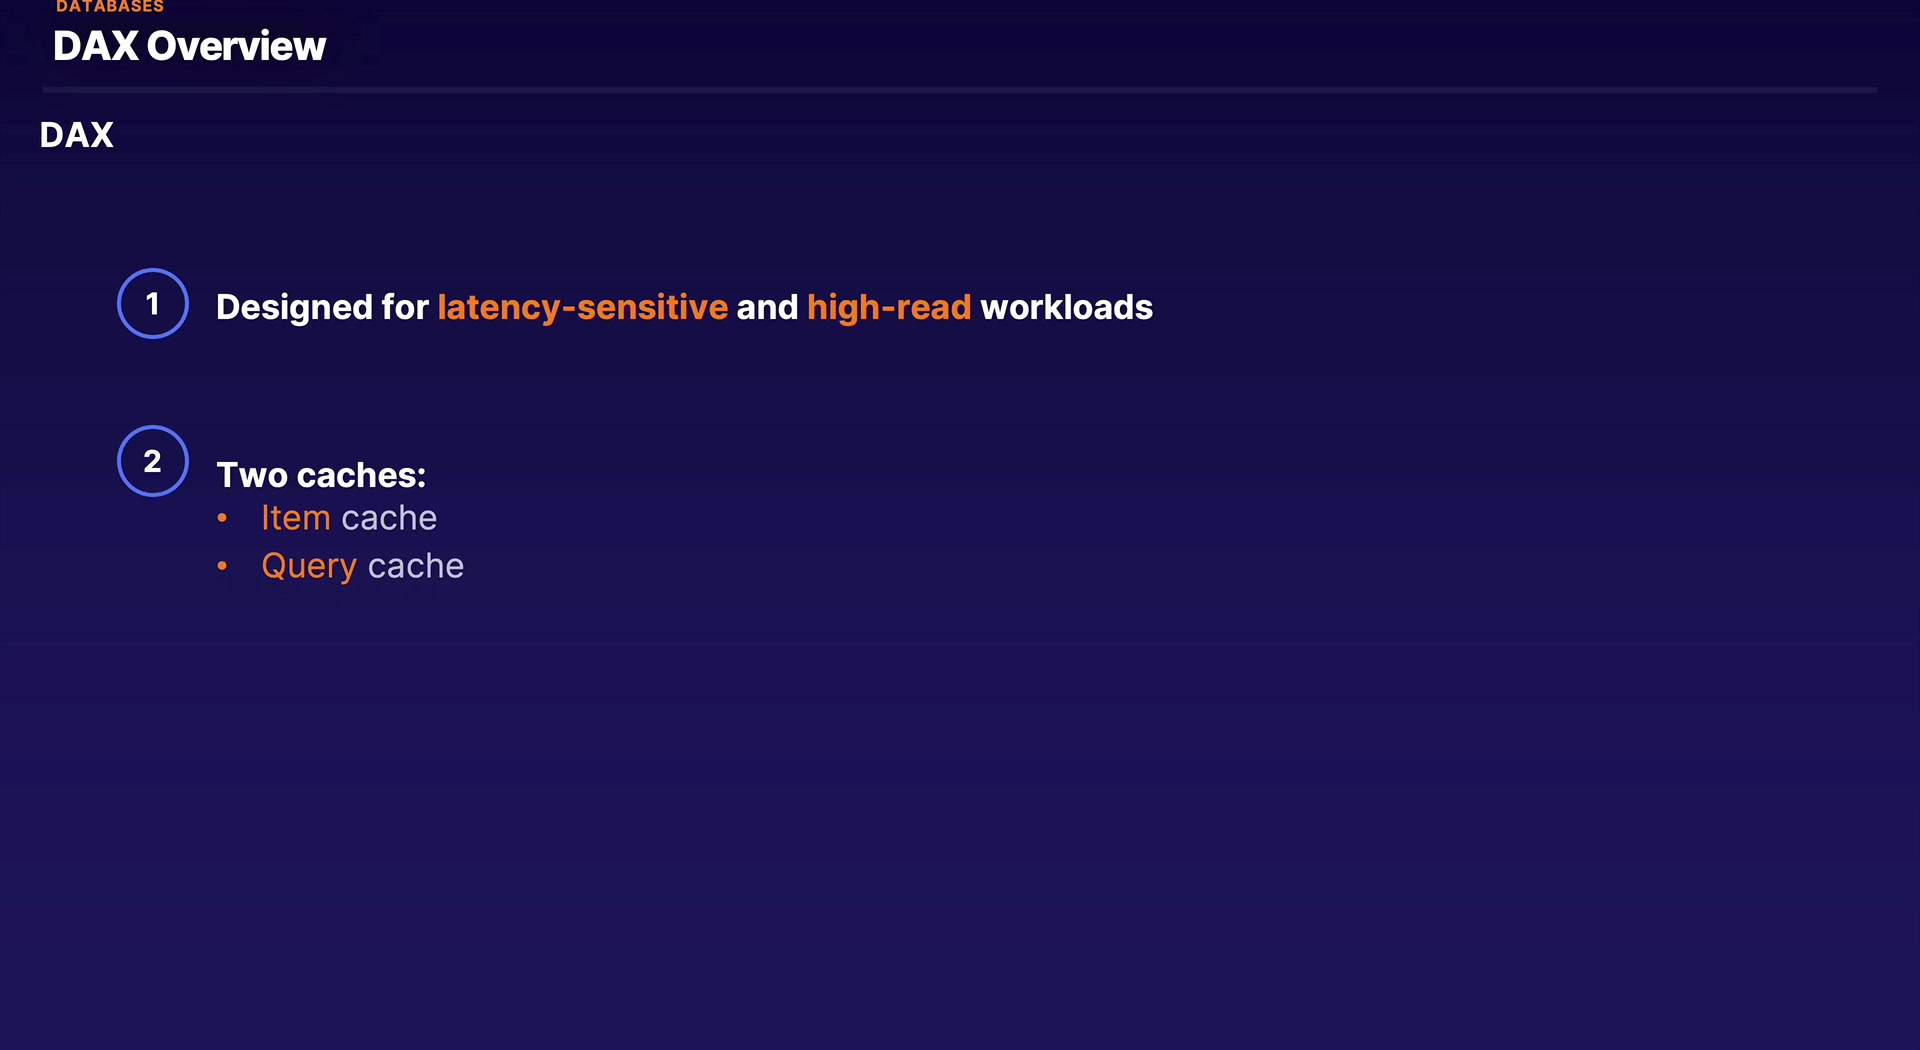 DATABASES
DAX Overview
DAX
1 Designed for latency-sensitive and high-read workloads
2 Two caches:
• Item cache
• Query cache